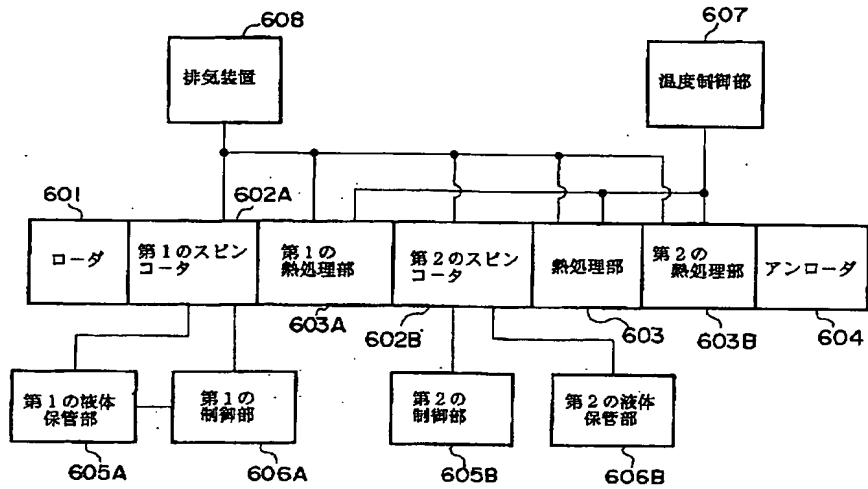 608
607
排気装置
温度制御部
601
602A
ローダ
第1のスピン
コータ
第1の
熱処理部
第2のスピン
コータ
熱処理部
第2の
熱処理部
アンローダ
603A
602B
603
603B
604
第1の液体
保管部
第1の
制御部
第2の
制御部
第2の液体
保管部
605A
606A
605B
606B